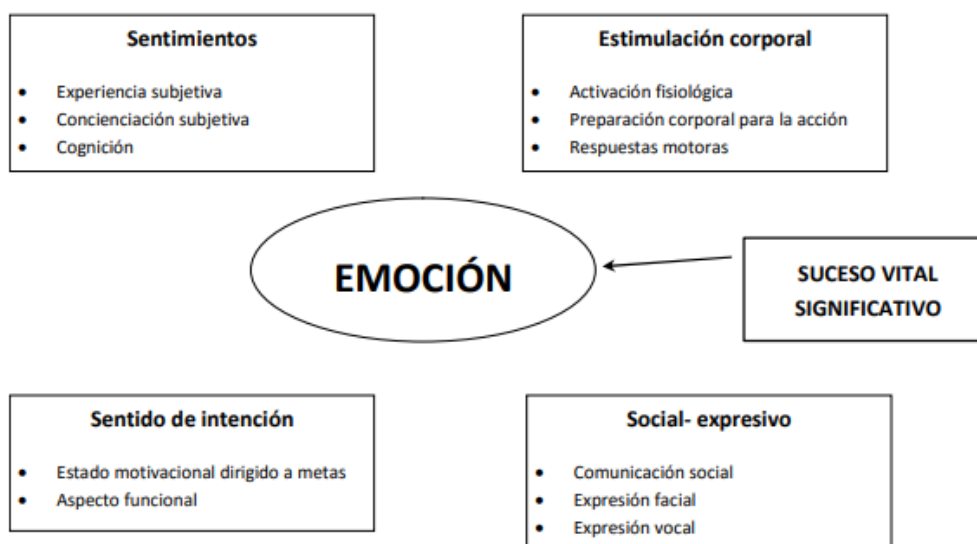 Sentimientos
• Experiencia subjetiva
• Concienciación subjetiva
• Cognición
Estimulación corporal
• Activación fisiológica
• Preparación corporal para la acción
• Respuestas motoras
EMOCIÓN
SUCESO VITAL
SIGNIFICATIVO
Sentido de intención
• Estado motivacional dirigido a metas
• Aspecto funcional
Social- expresivo
• Comunicación social
• Expresión facial
• Expresión vocal